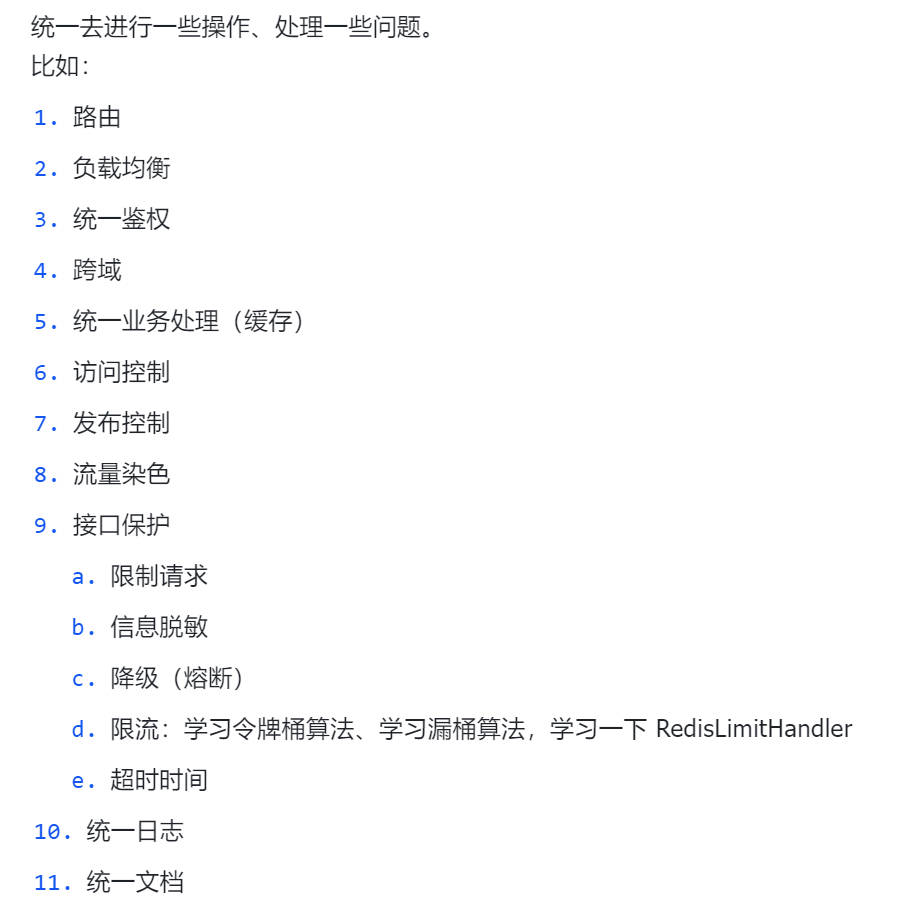 统一去进行一些操作、处理一些问题。
比如：
1. 路由
2. 负载均衡
3. 统一鉴权
4. 跨域
5. 统一业务处理（缓存）
6. 访问控制
7. 发布控制
8. 流量染色
9. 接口保护
a. 限制请求
b. 信息脱敏
c. 降级（熔断）
d. 限流：学习令牌桶算法、学习漏桶算法，学习一下 RedisLimitHandler
e. 超时时间
10. 统一日志
11. 统一文档